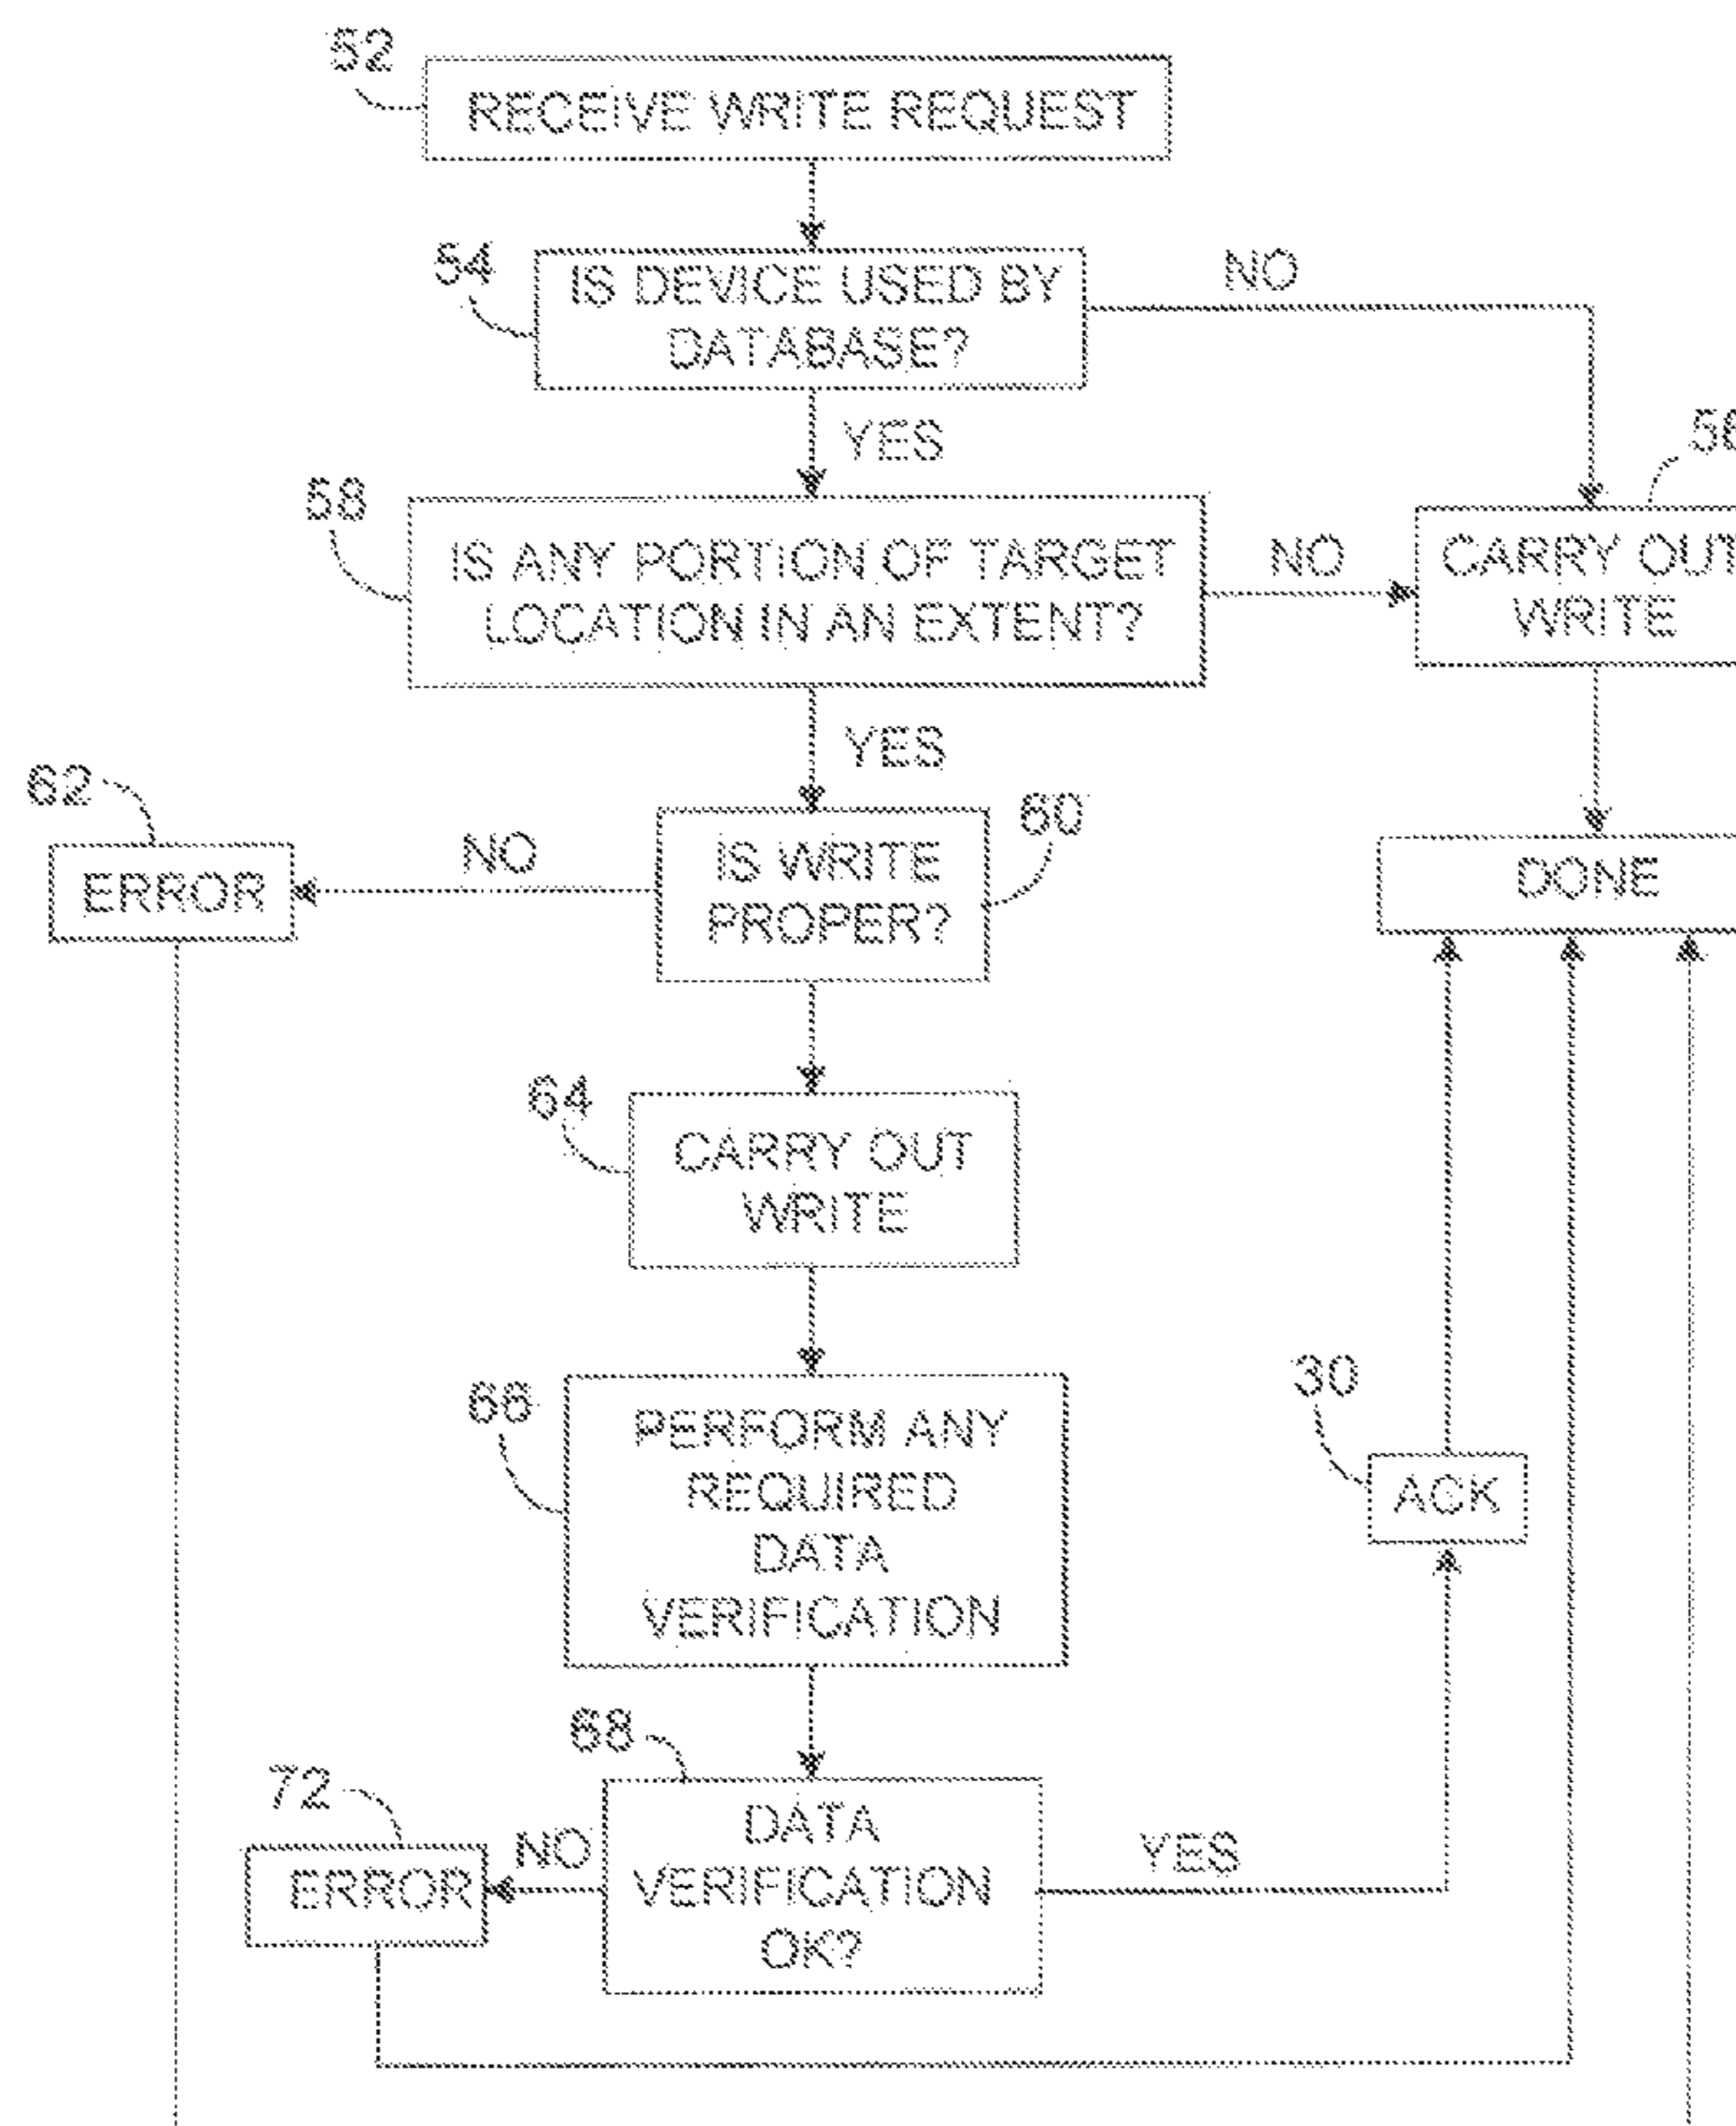 52
RECEIVE WRITE REQUEST
54
IS DEVICE USED BY
DATABASE?
NO
YES
58
IS ANY PORTION OF TARGET
LOCATION IN AN EXTENT?
NO
56
CARRY OUT
WRITE
YES
62
ERROR
NO
60
IS WRITE
PROPER?
DONE
64
CARRY OUT
WRITE
66
PERFORM ANY
REQUIRED
DATA
VERIFICATION
30
ACK
68
72
ERROR
NO
DATA
VERIFICATION
OK?
YES